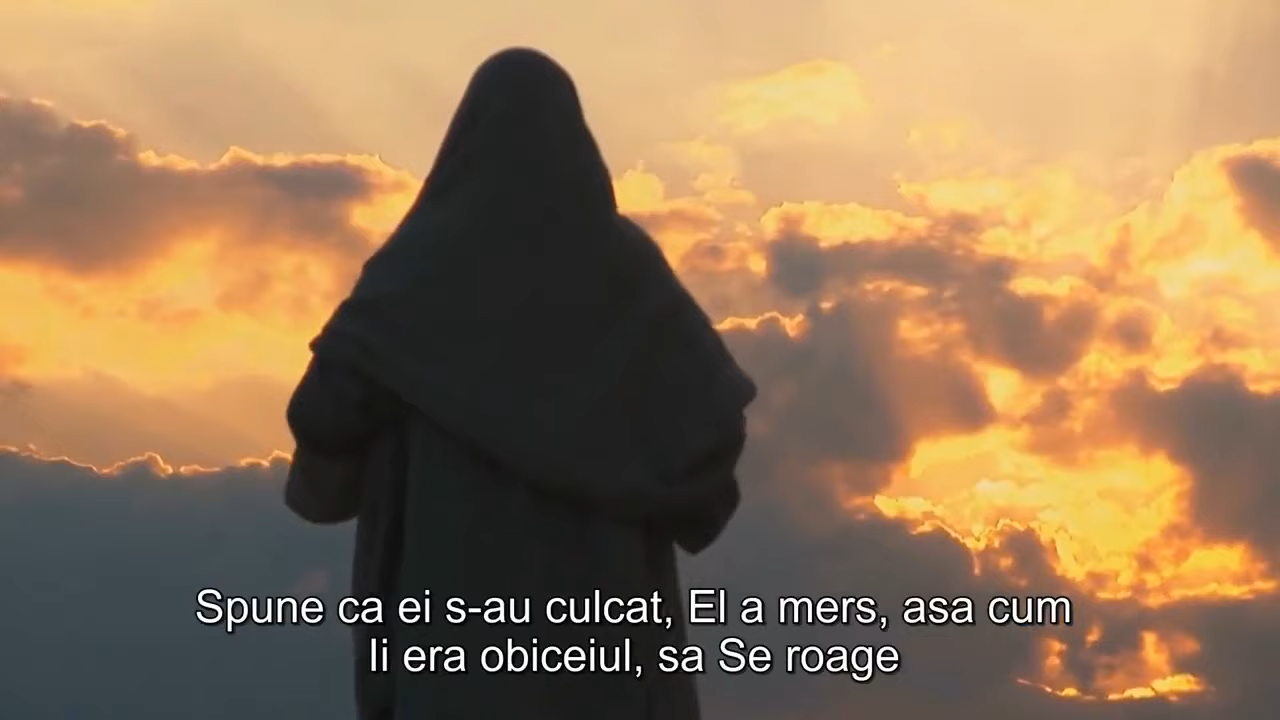 Spune ca ei s-au culcat, El a mers, asa cum
Ii era obiceiul, sa Se roage